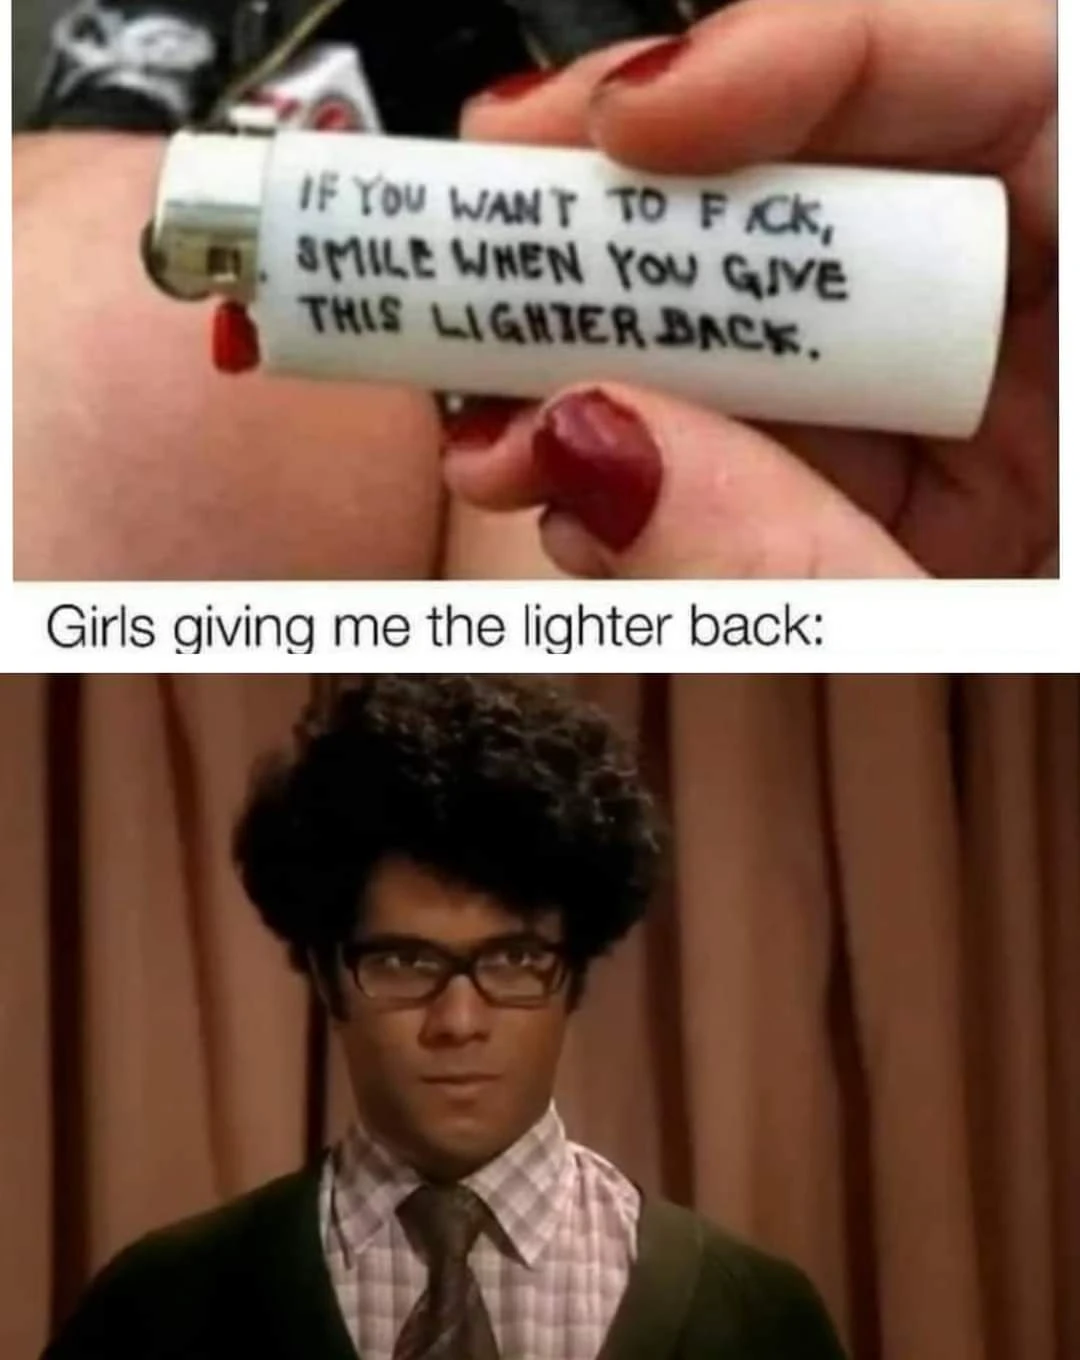 IF YOU WANT TO F CK,
SMILE WHEN YOU GIVE
THIS LIGHTER BACK.
Girls giving me the lighter back: